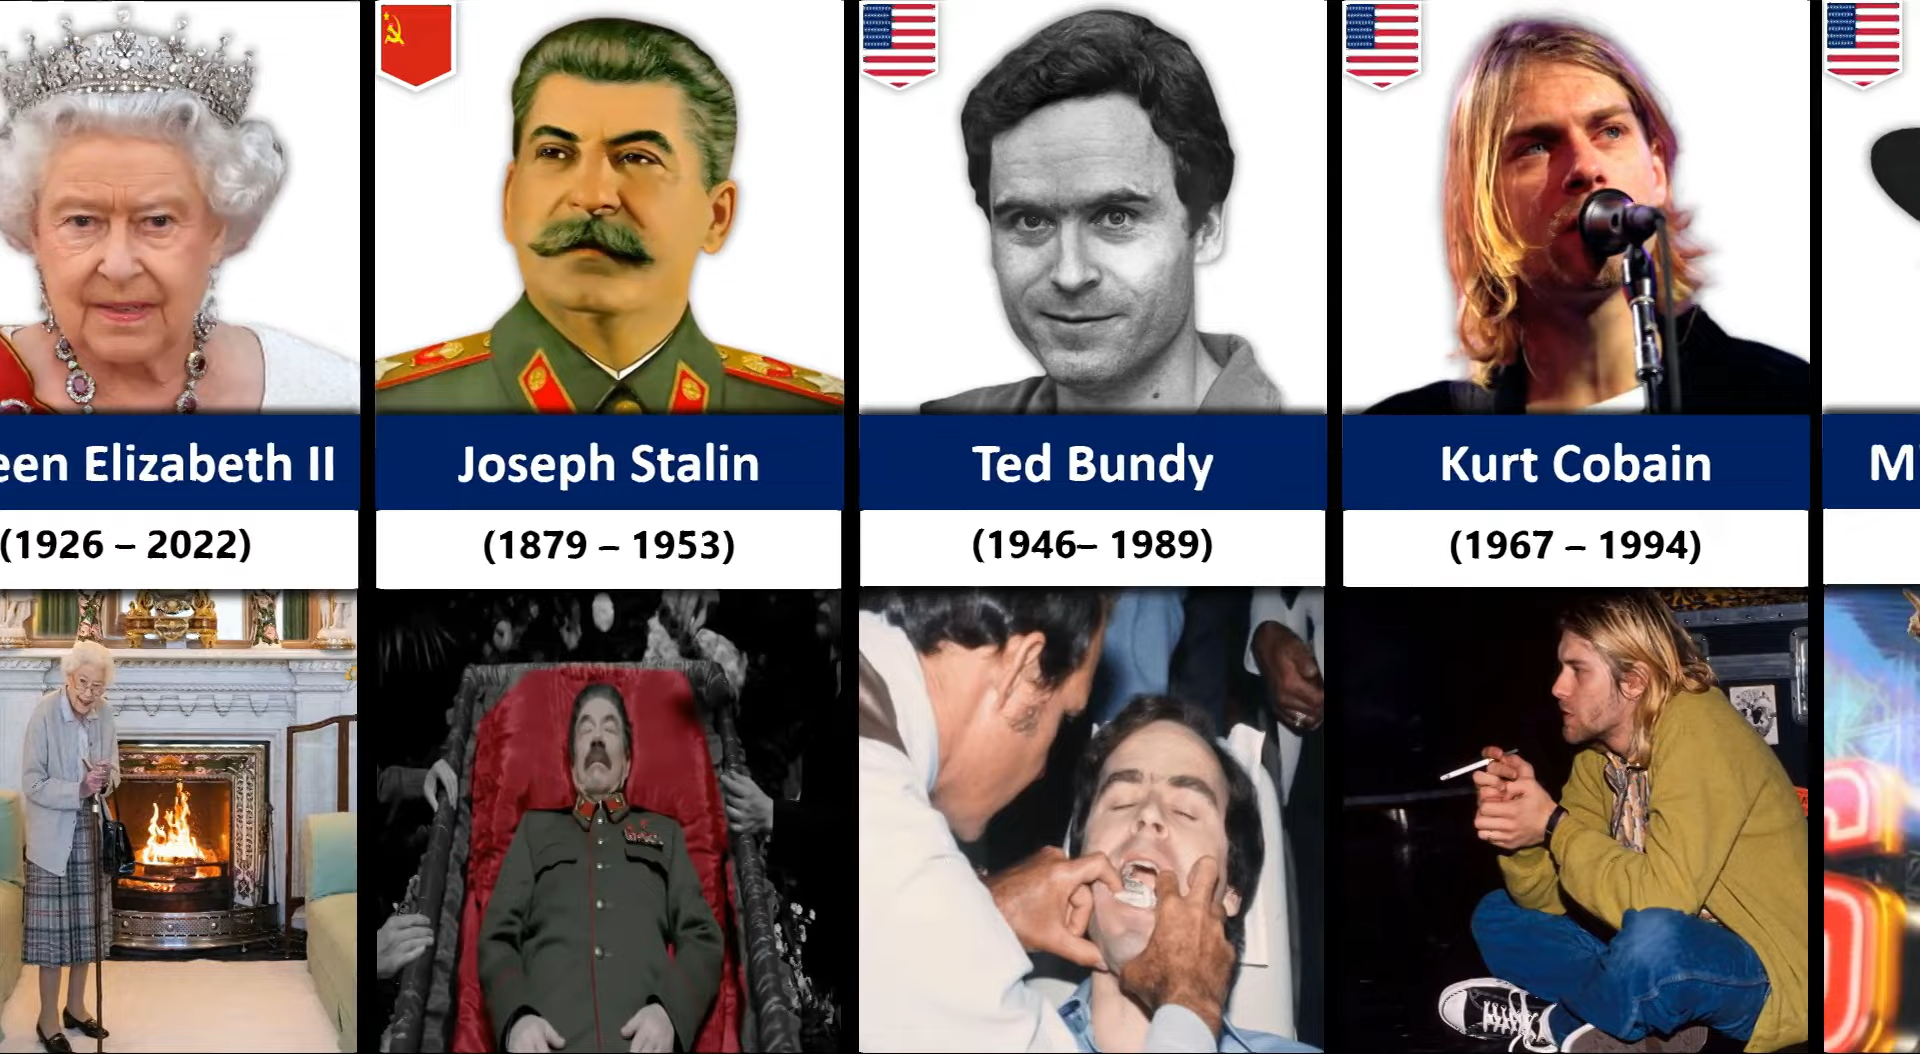 een Elizabeth II
(1926 – 2022)
Joseph Stalin
(1879 – 1953)
Ted Bundy
(1946– 1989)
Kurt Cobain
(1967 – 1994)
M